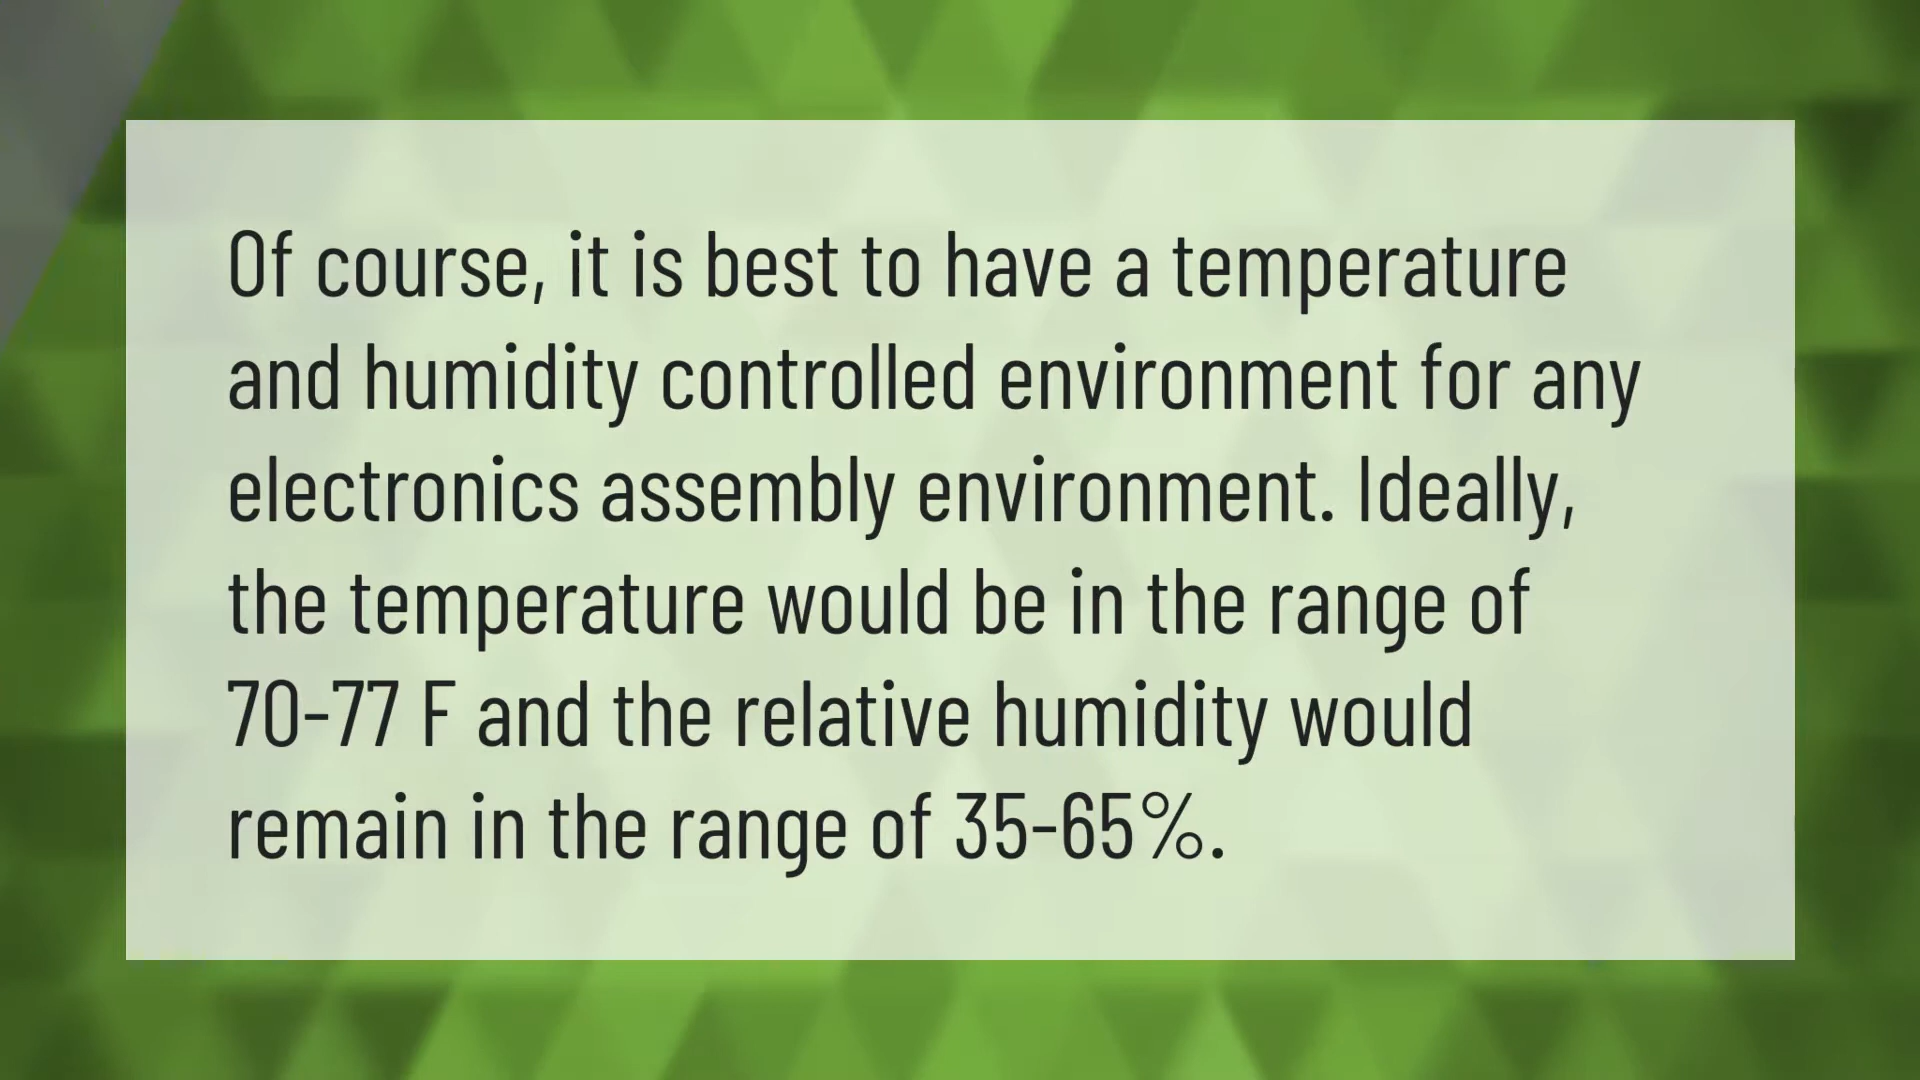 Of course, it is best to have a temperature
and humidity controlled environment for any
electronics assembly environment. Ideally,
the temperature would be in the range of
70-77 F and the relative humidity would
remain in the range of 35-65%.